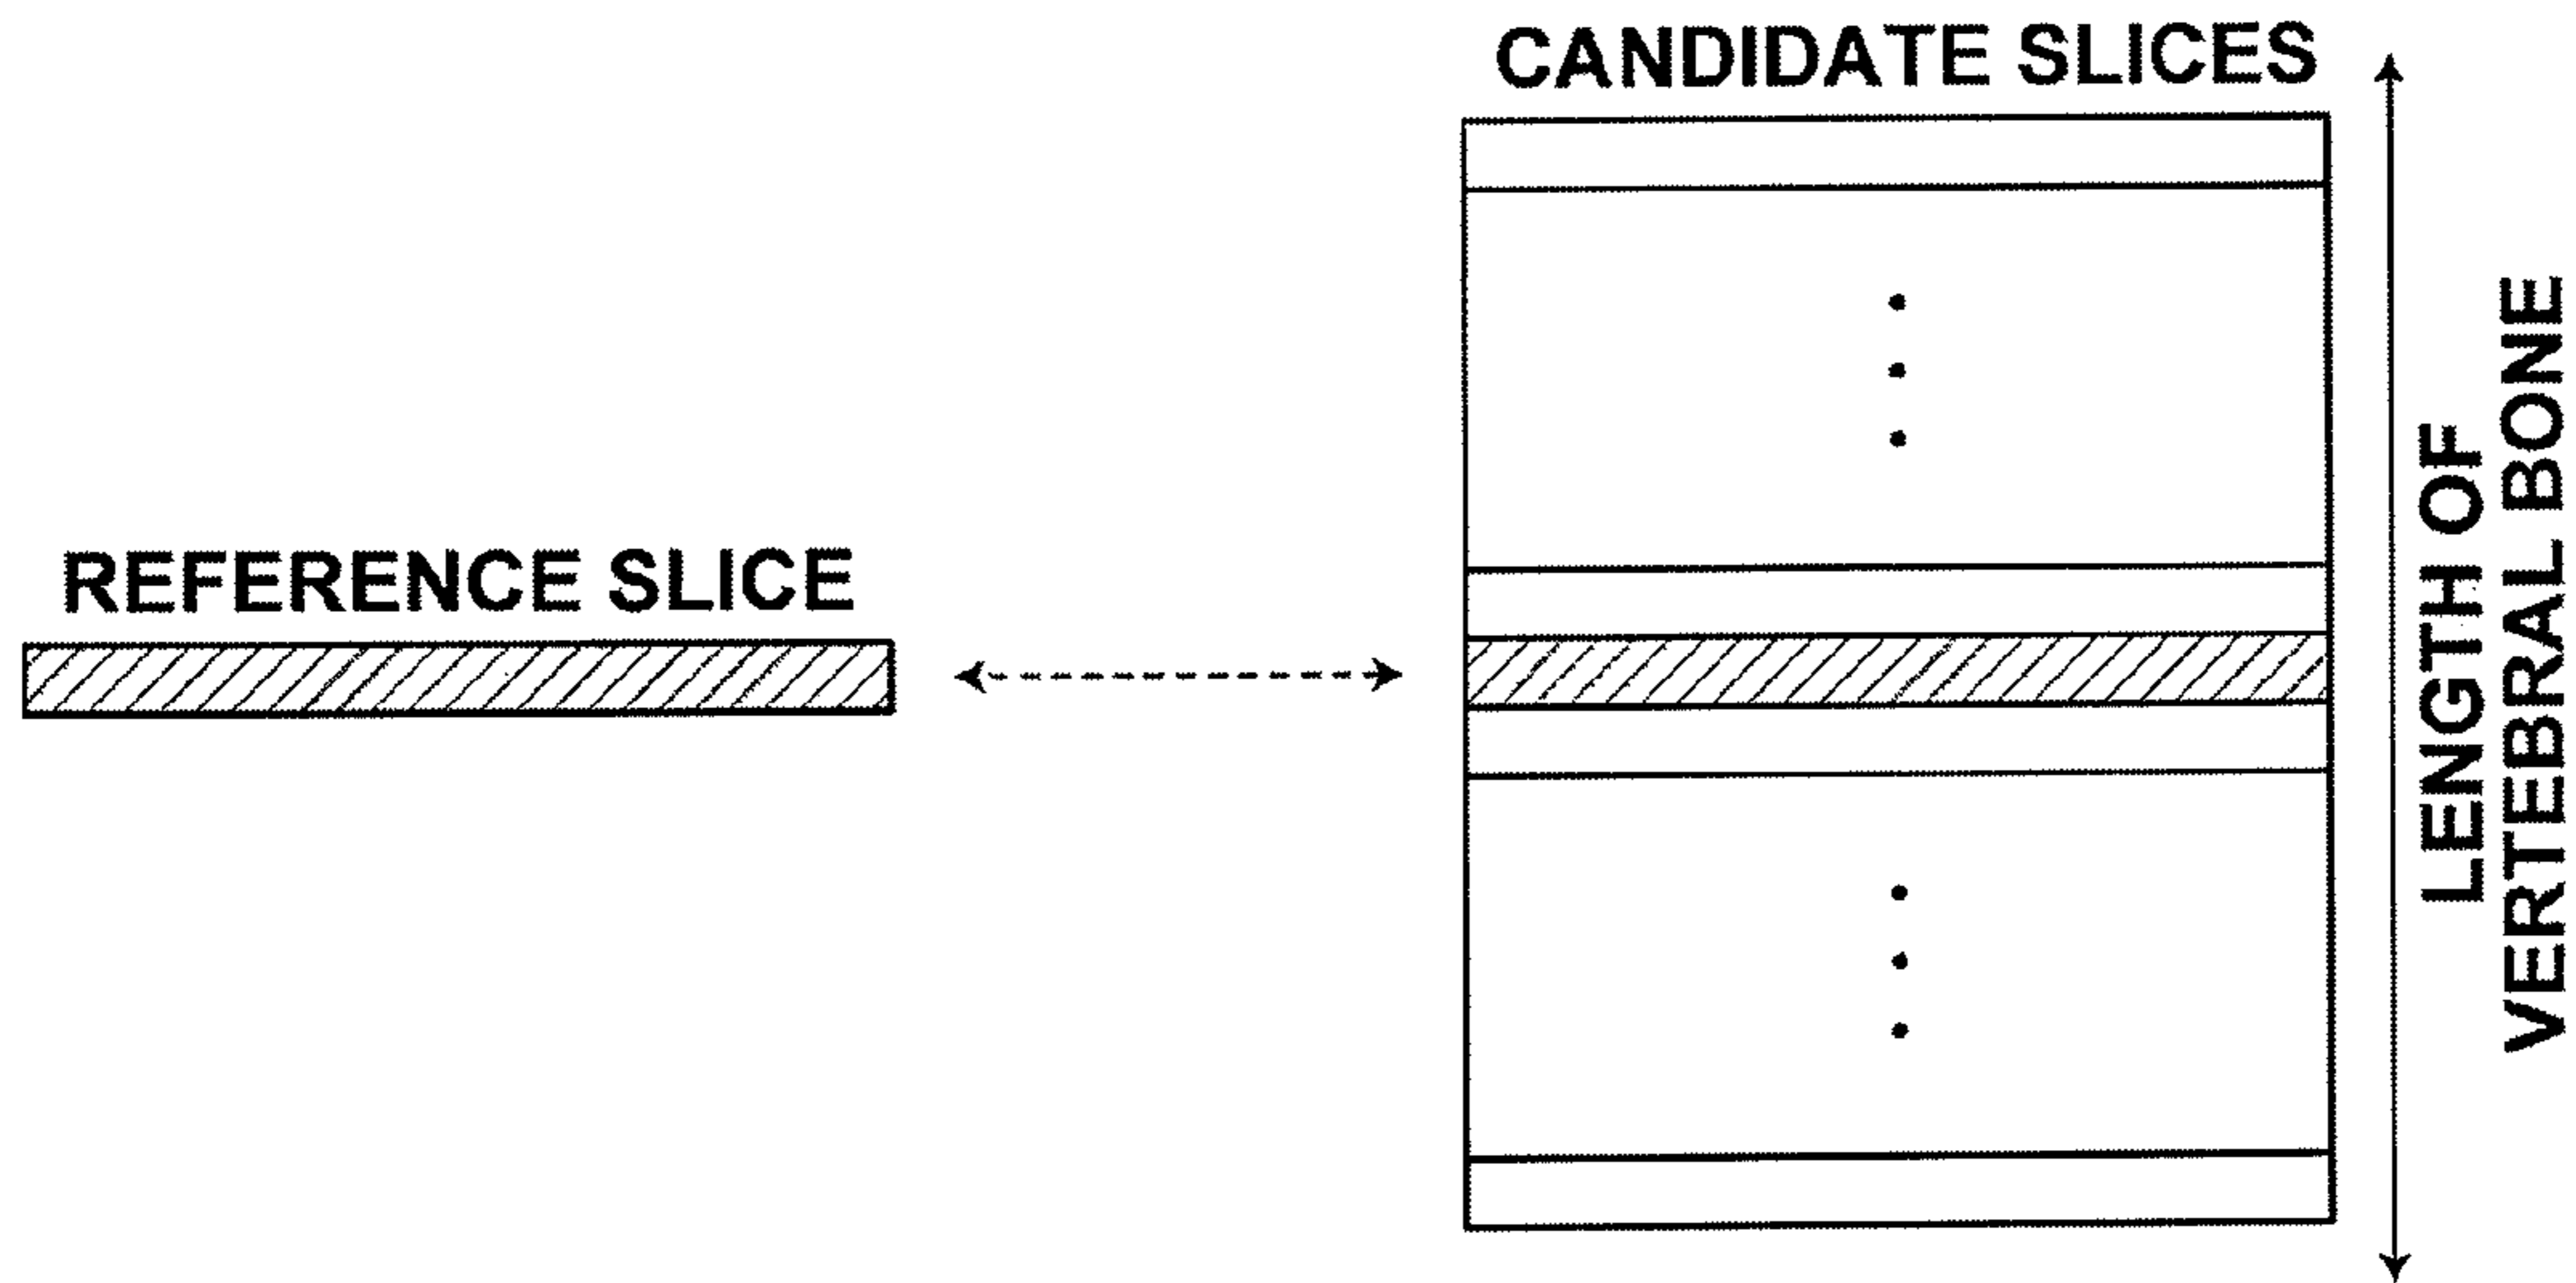 CANDIDATE SLICES
REFERENCE SLICE
LENGTH OF
VERTEBRAL BONE